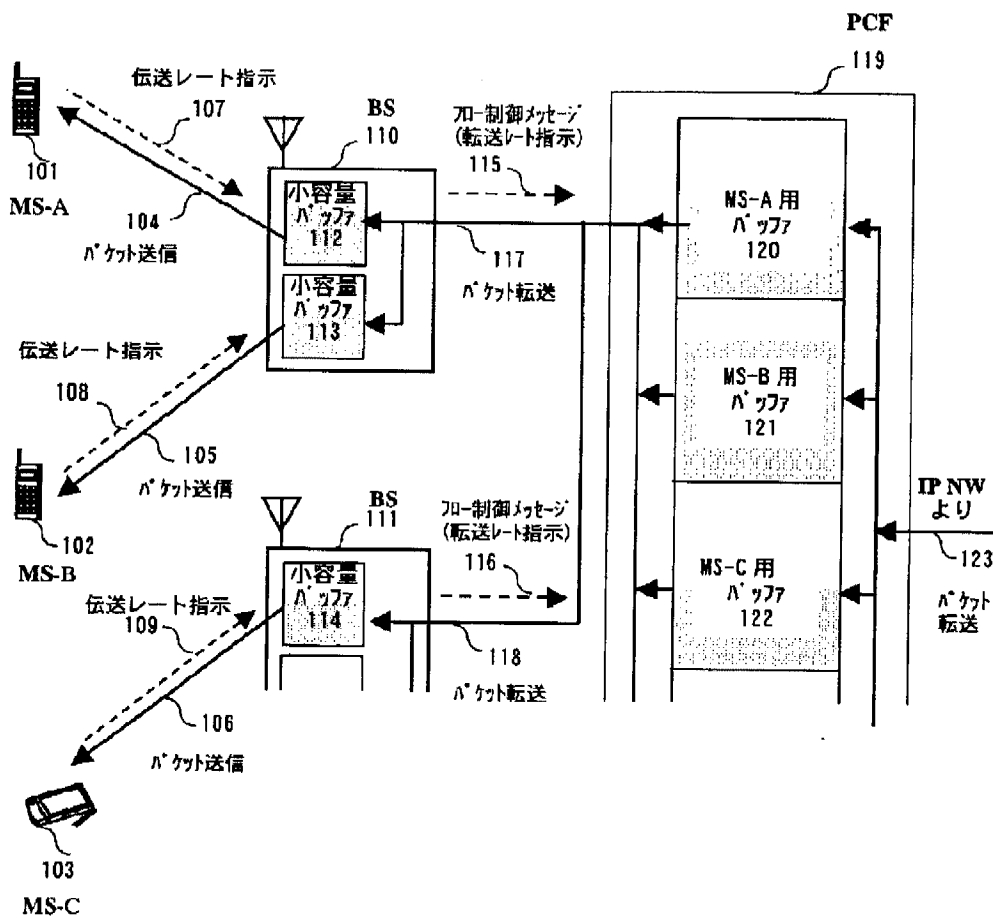 PCF
119
伝送レート指示
107
BS
110
フロー制御メッセージ
(転送レート指示)
115
101
MS-A
104
パケット送信
小容量
バッファ
112
117
パケット転送
MS-A 用
バッファ
120
小容量
バッファ
113
伝送レート指示
108
105
パケット送信
MS-B 用
バッファ
121
102
MS-B
BS
111
フロー制御メッセージ
(転送レート指示)
116
IP NW
より
123
パケット
転送
伝送レート指示
109
小容量
バッファ
114
118
パケット転送
MS-C 用
バッファ
122
106
パケット送信
103
MS-C